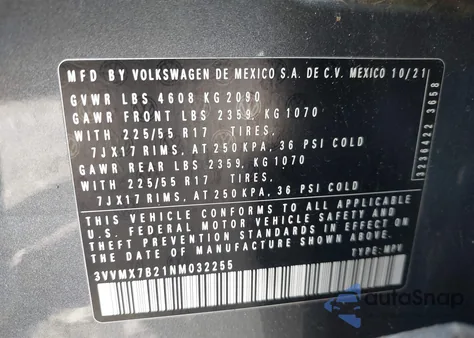 MFD BY VOLKSWAGEN DE MEXICO S.A. DE C.V. MEXICO 10/21
GVWR LBS 4608 KG 2090
GAWR FRONT LBS 2359, KG 1070
WITH 225/55 R17 TIRES,
7JX17 RIMS, AT 250 KPA, 36 PSI COLD
GAWR REAR LBS 2359, KG 1070
WITH 225/55 R17 TIRES,
7JX17 RIMS, AT 250 KPA, 36 PSI COLD
THIS VEHICLE CONFORMS TO ALL APPLICABLE
U.S. FEDERAL MOTOR VEHICLE SAFETY AND
THEFT PREVENTION STANDARDS IN EFFECT ON
THE DATE OF MANUFACTURE SHOWN ABOVE.
3VVMX7B21NM032255
TYPE: MPV
3236422 3658
autoSnap